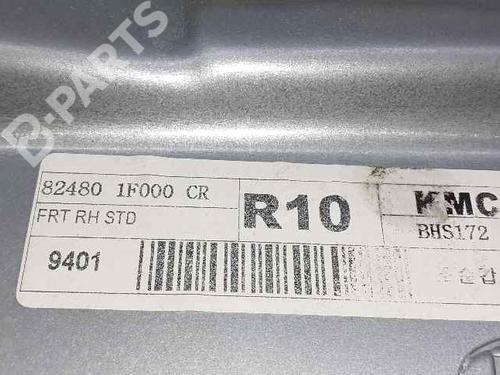 B-PARTS
82480 1F000 CR
FRT RH STD
9401
R10
KMC
BHS172